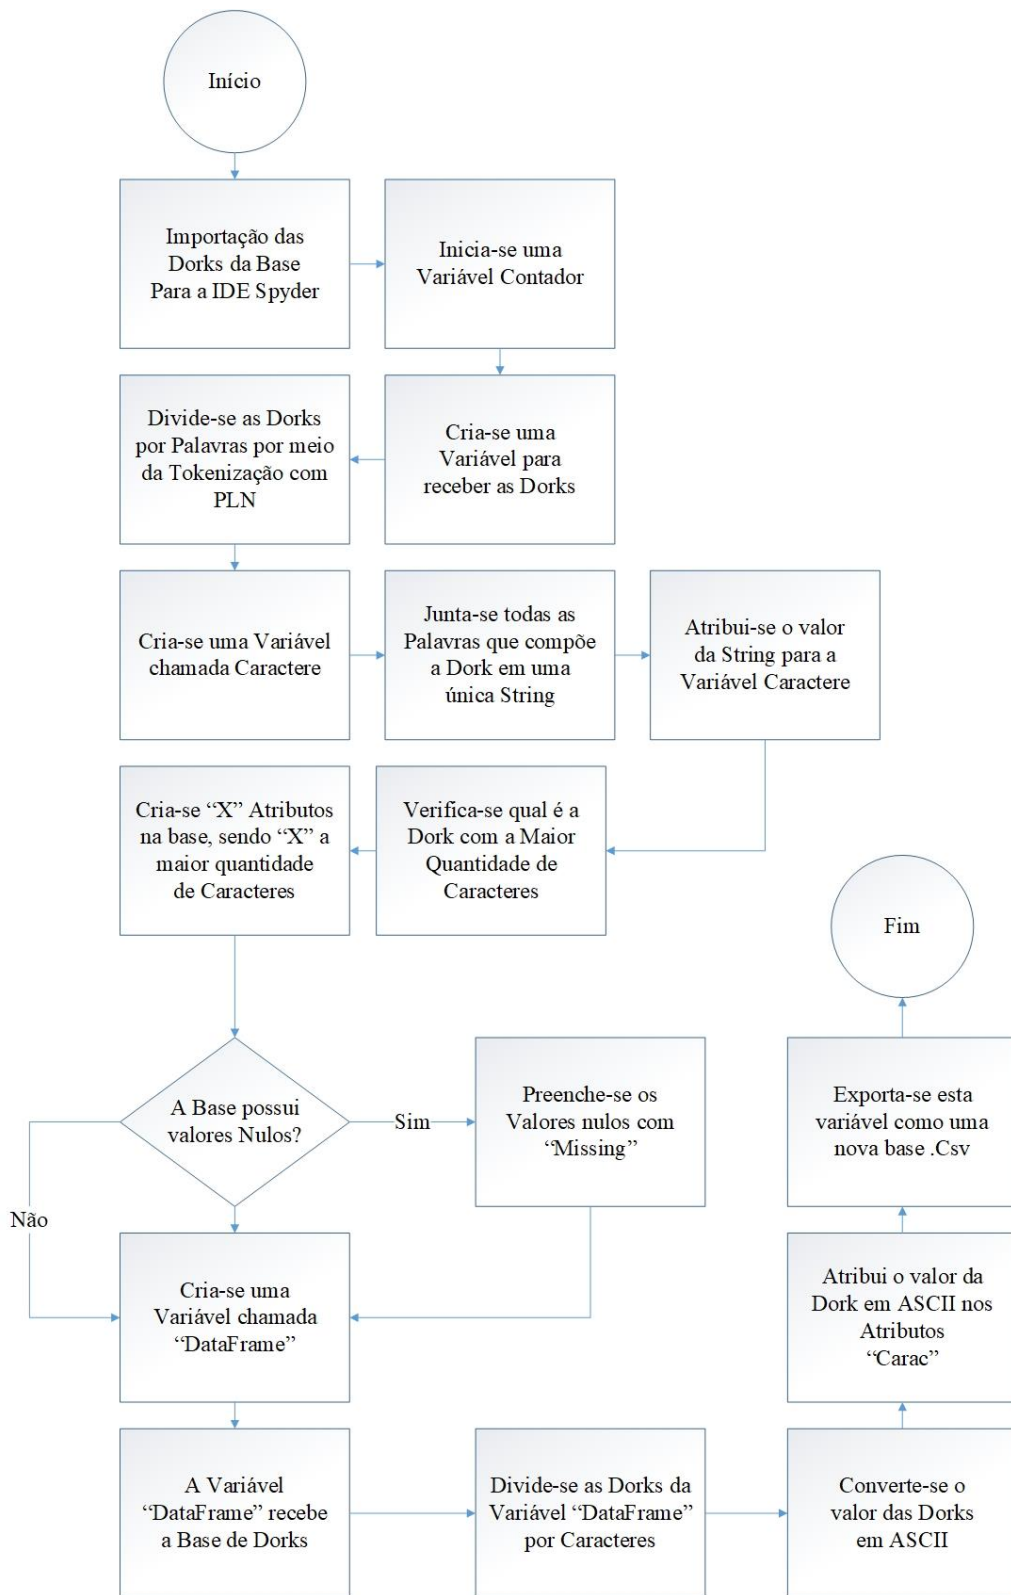 Início
Importação das
Dorks da Base
Para a IDE Spyder
Inicia-se uma
Variável Contador
Cria-se uma
Variável para
receber as Dorks
Divide-se as Dorks
por Palavras por meio
da Tokenização com
PLN
Cria-se uma Variável
chamada Caractere
Junta-se todas as
Palavras que compõe
a Dork em uma
única String
Atribui-se o valor
da String para a
Variável Caractere
Verifica-se qual é a
Dork com a Maior
Quantidade de
Caracteres
Cria-se “X” Atributos
na base, sendo “X” a
maior quantidade
de Caracteres
A Base possui
valores Nulos?
Sim
Preenche-se os
Valores nulos com
“Missing”
Não
Cria-se uma
Variável chamada
“DataFrame”
A Variável
“DataFrame” recebe
a Base de Dorks
Divide-se as Dorks da
Variável “DataFrame”
por Caracteres
Converte-se o
valor das Dorks
em ASCII
Atribui o valor da
Dork em ASCII nos
Atributos
“Carac”
Exporta-se esta
variável como uma
nova base .Csv
Fim